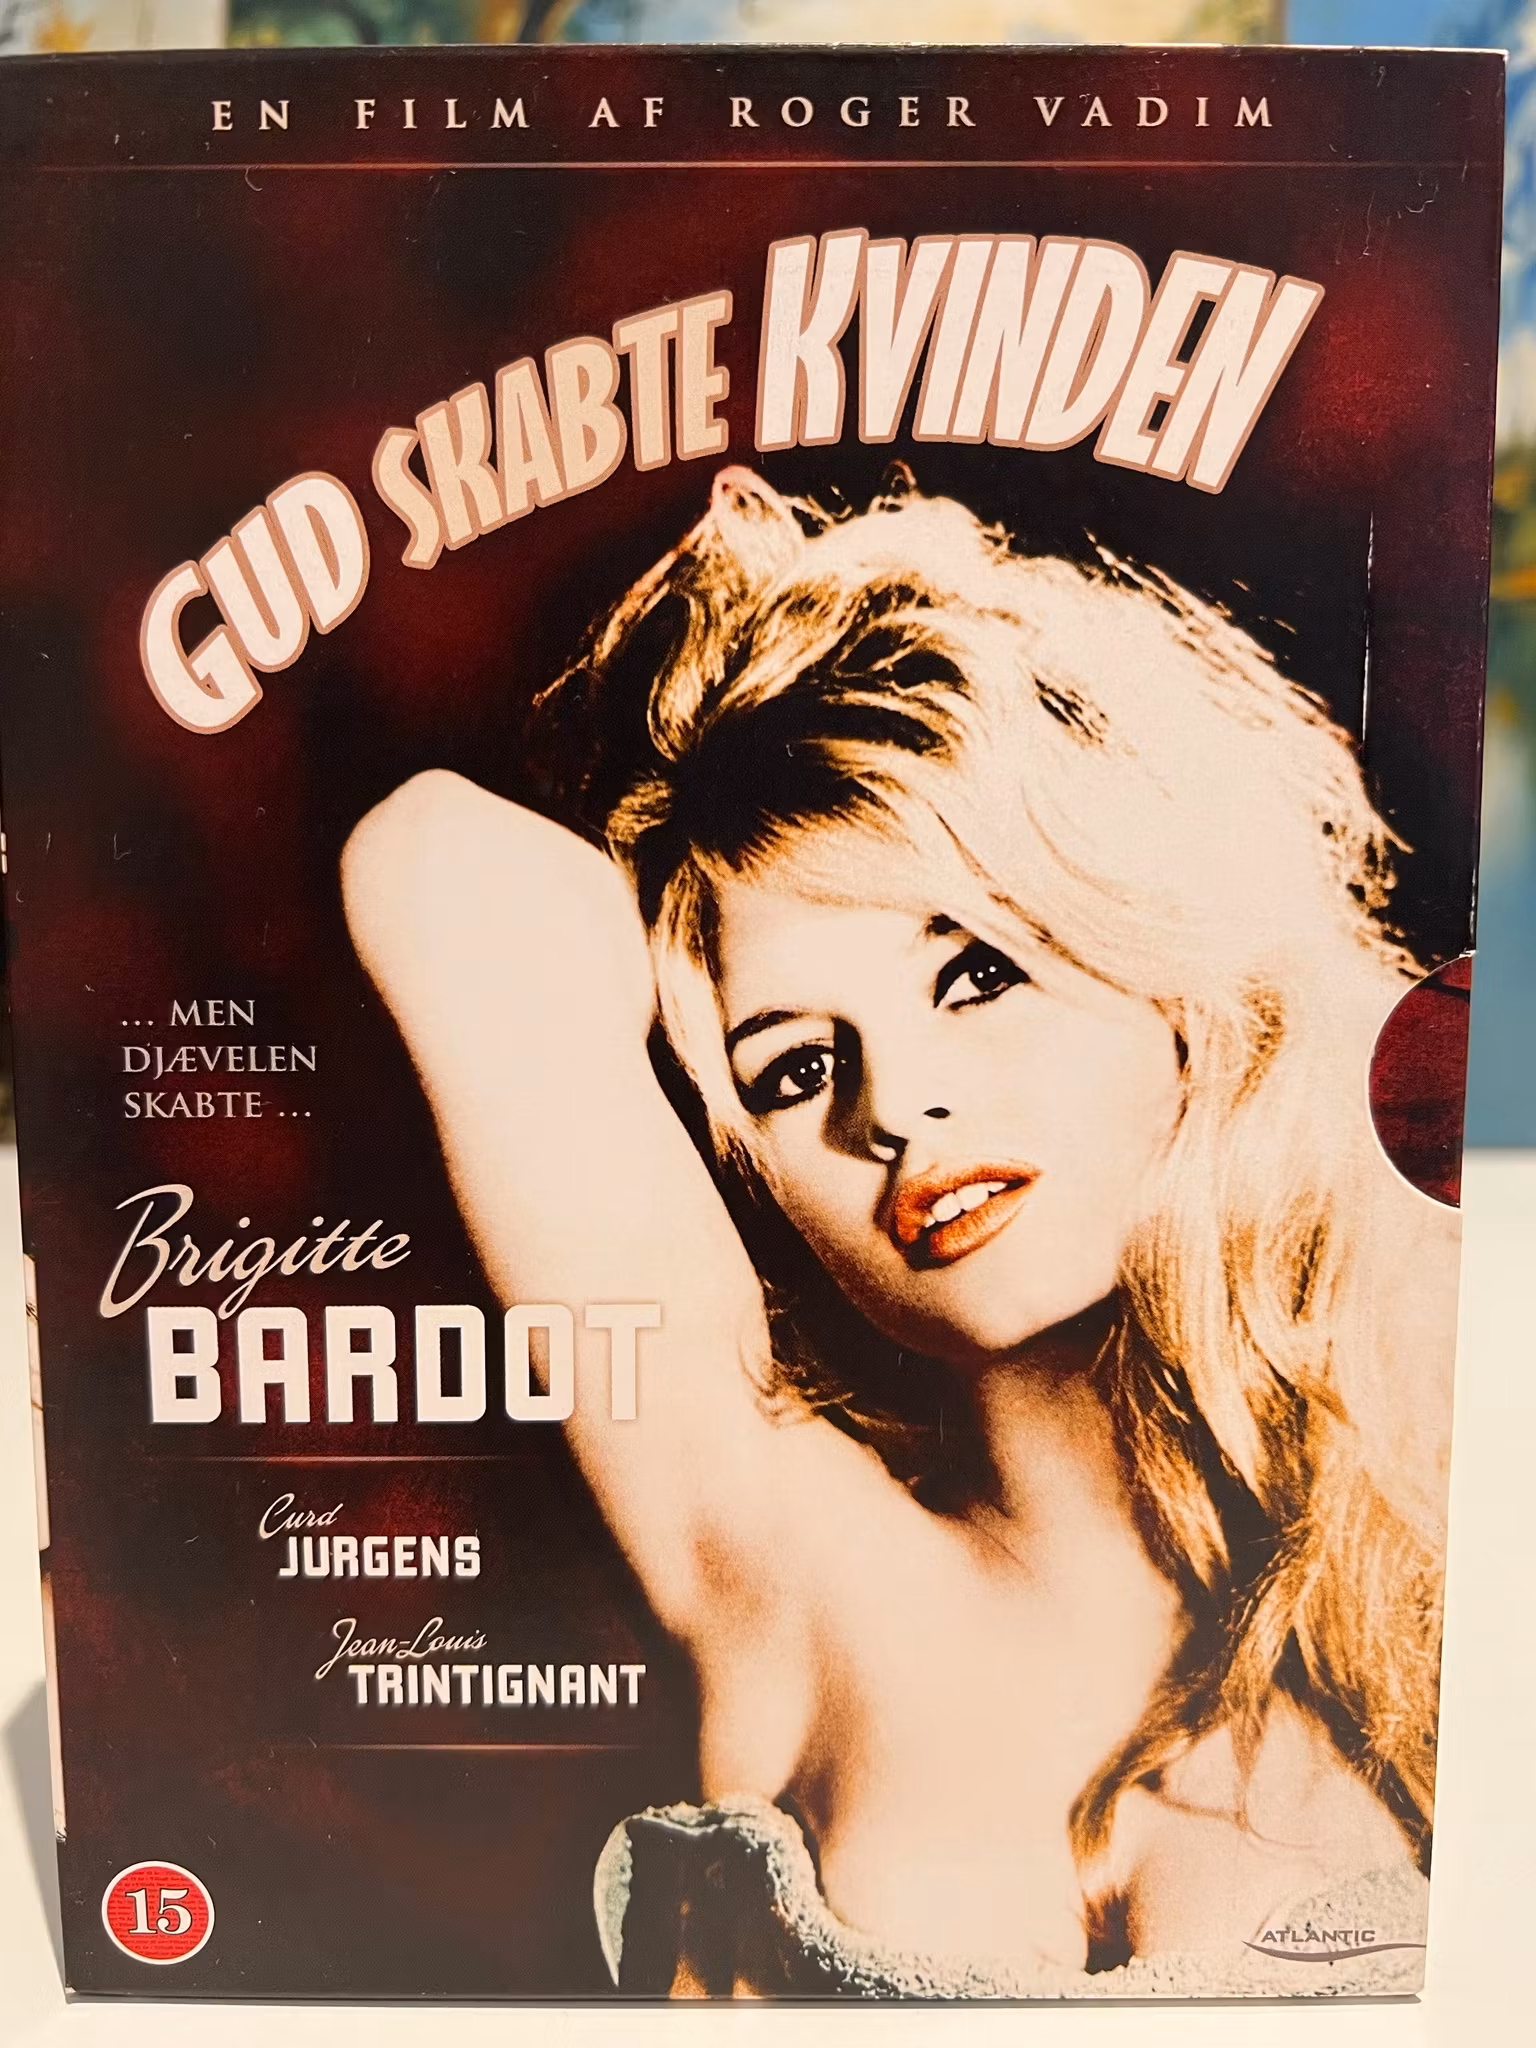 EN FILM AF ROGER VADIM
GUD SKABTE KVINDEN
... MEN
DJÆVELEN
SKABTE ...
Brigitte
BARDOT
Curd
JURGENS
Jean-Louis
TRINTIGNANT
15
ATLANTIC